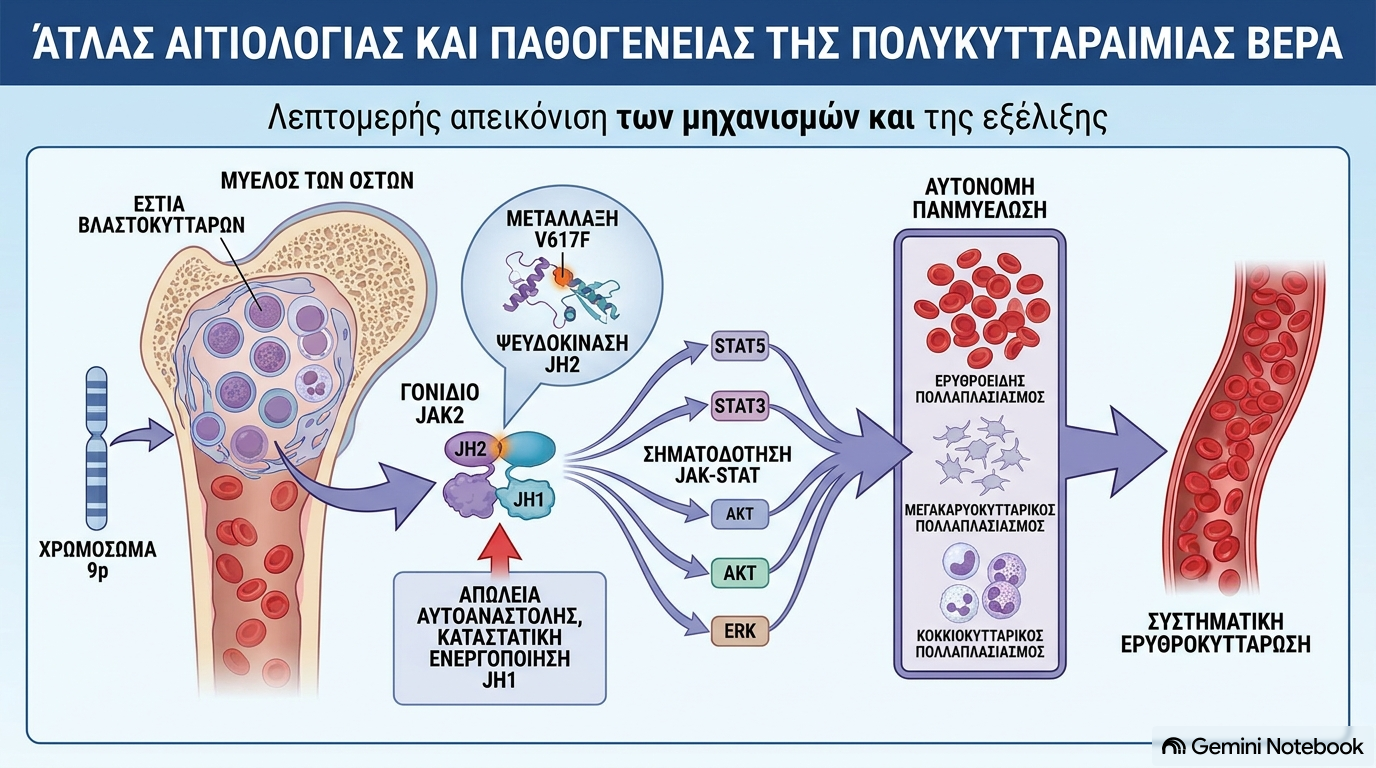 ΆΤΛΑΣ ΑΙΤΙΟΛΟΓΙΑΣ ΚΑΙ ΠΑΘΟΓΕΝΕΙΑΣ ΤΗΣ ΠΟΛΥΚΥΤΤΑΡΑΙΜΙΑΣ ΒΕΡΑ
Λεπτομερής απεικόνιση των μηχανισμών και της εξέλιξης
ΜΥΕΛΟΣ ΤΩΝ ΟΣΤΩΝ
ΕΣΤΙΑ
ΒΛΑΣΤΟΚΥΤΤΑΡΩΝ
ΧΡΩΜΟΣΩΜΑ
9p
ΜΕΤΑΛΛΑΞΗ
V617F
ΨΕΥΔΟΚΙΝΑΣΗ
JH2
ΓΟΝΙΔΙΟ
JAK2
JH2
JH1
ΑΠΩΛΕΙΑ
ΑΥΤΟΑΝΑΣΤΟΛΗΣ,
ΚΑΤΑΣΤΑΤΙΚΗ
ΕΝΕΡΓΟΠΟΙΗΣΗ
JH1
STAT5
STAT3
ΣΗΜΑΤΟΔΟΤΗΣΗ
JAK-STAT
AKT
AKT
ERK
ΑΥΤΟΝΟΜΗ
ΠΑΝΜΥΕΛΩΣΗ
ΕΡΥΘΡΟΕΙΔΗΣ
ΠΟΛΛΑΠΛΑΣΙΑΣΜΟΣ
ΜΕΓΑΚΑΡΥΟΚΥΤΤΑΡΙΚΟΣ
ΠΟΛΛΑΠΛΑΣΙΑΣΜΟΣ
ΚΟΚΚΙΟΚΥΤΤΑΡΙΚΟΣ
ΠΟΛΛΑΠΛΑΣΙΑΣΜΟΣ
ΣΥΣΤΗΜΑΤΙΚΗ
ΕΡΥΘΡΟΚΥΤΤΑΡΩΣΗ
Gemini Notebook